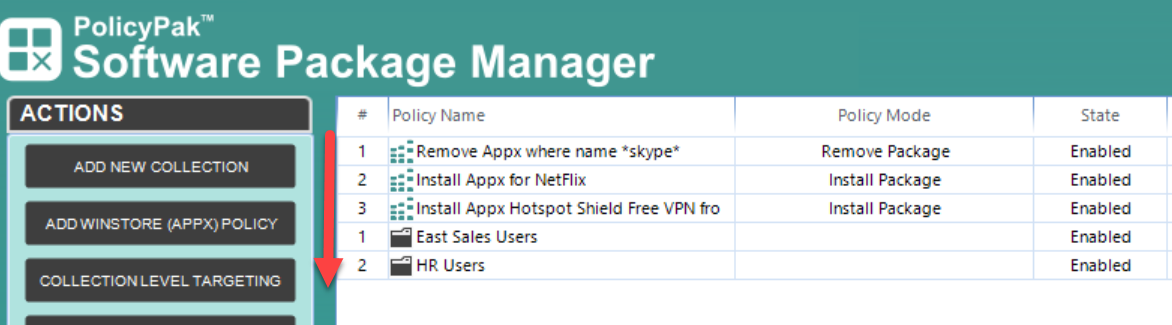 PolicyPak™
Software Package Manager
ACTIONS
ADD NEW COLLECTION
ADD WINSTORE (APPX) POLICY
COLLECTION LEVEL TARGETING
# Policy Name Policy Mode State
1 Remove Appx where name *skype* Remove Package Enabled
2 Install Appx for NetFlix Install Package Enabled
3 Install Appx Hotspot Shield Free VPN fro Install Package Enabled
1 East Sales Users Enabled
2 HR Users Enabled